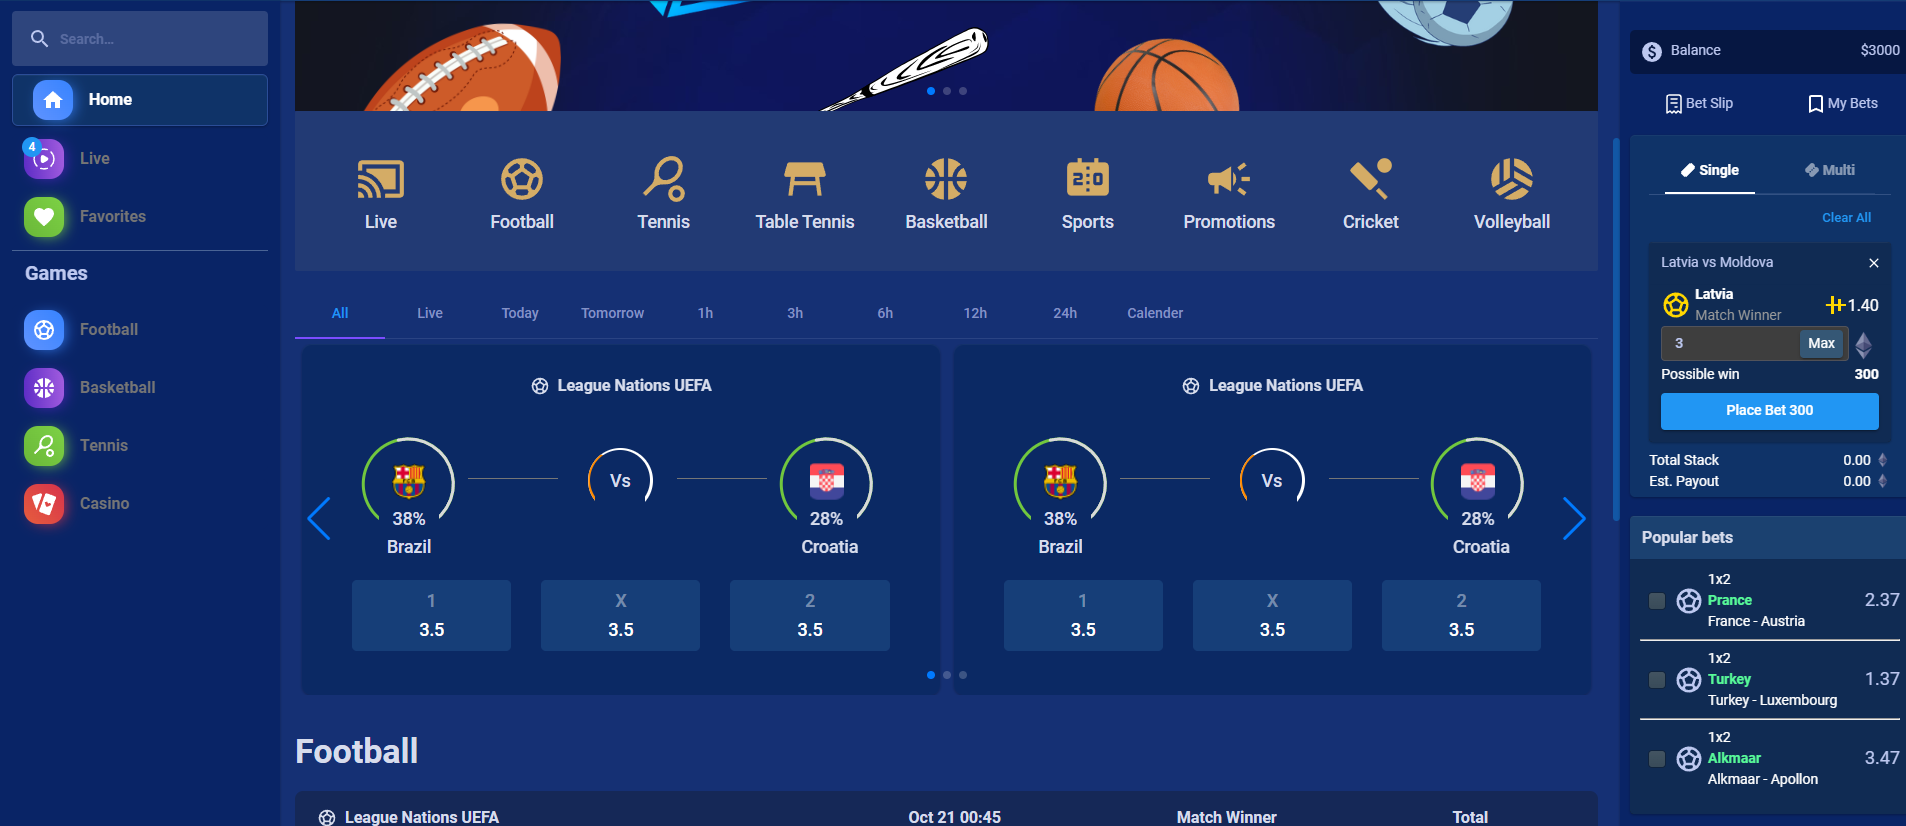 Search...
Home
4
Live
Favorites
Games
Football
Basketball
Tennis
Casino
Live
Football
Tennis
Table Tennis
Basketball
2:0
Sports
Promotions
Cricket
Volleyball
All Live Today Tomorrow 1h 3h 6h 12h 24h Calender
League Nations UEFA
38%
Brazil
Vs
28%
Croatia
1
3.5
X
3.5
2
3.5
League Nations UEFA
38%
Brazil
Vs
28%
Croatia
1
3.5
X
3.5
2
3.5
Football
League Nations UEFA Oct 21 00:45 Match Winner Total
$ Balance $3000
Bet Slip My Bets
Single Multi
Clear All
Latvia vs Moldova
Latvia
Match Winner
1.40
3 Max
Possible win 300
Place Bet 300
Total Stack 0.00
Est. Payout 0.00
Popular bets
1x2
Prance 2.37
France - Austria
1x2
Turkey 1.37
Turkey - Luxembourg
1x2
Alkmaar 3.47
Alkmaar - Apollon